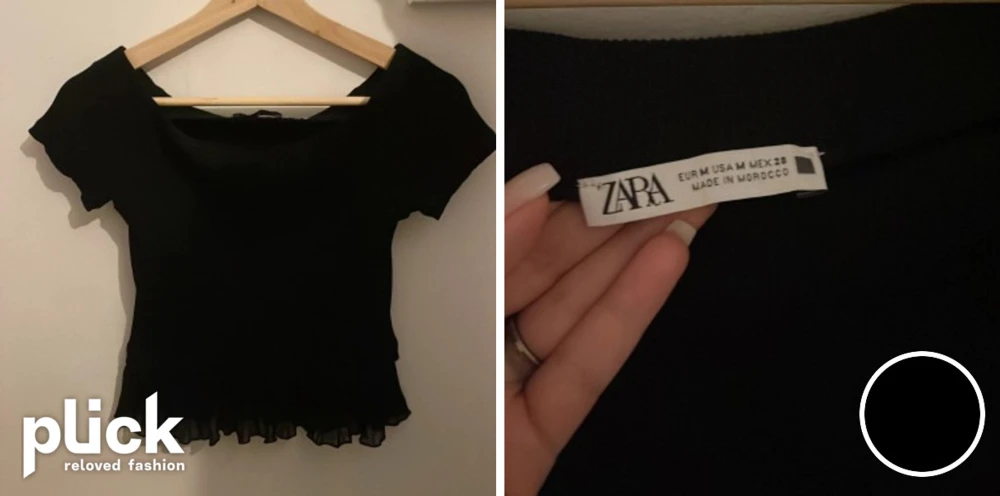 plick
reloved fashion
ZARA
EUR M USA M MEX 28
MADE IN MOROCCO